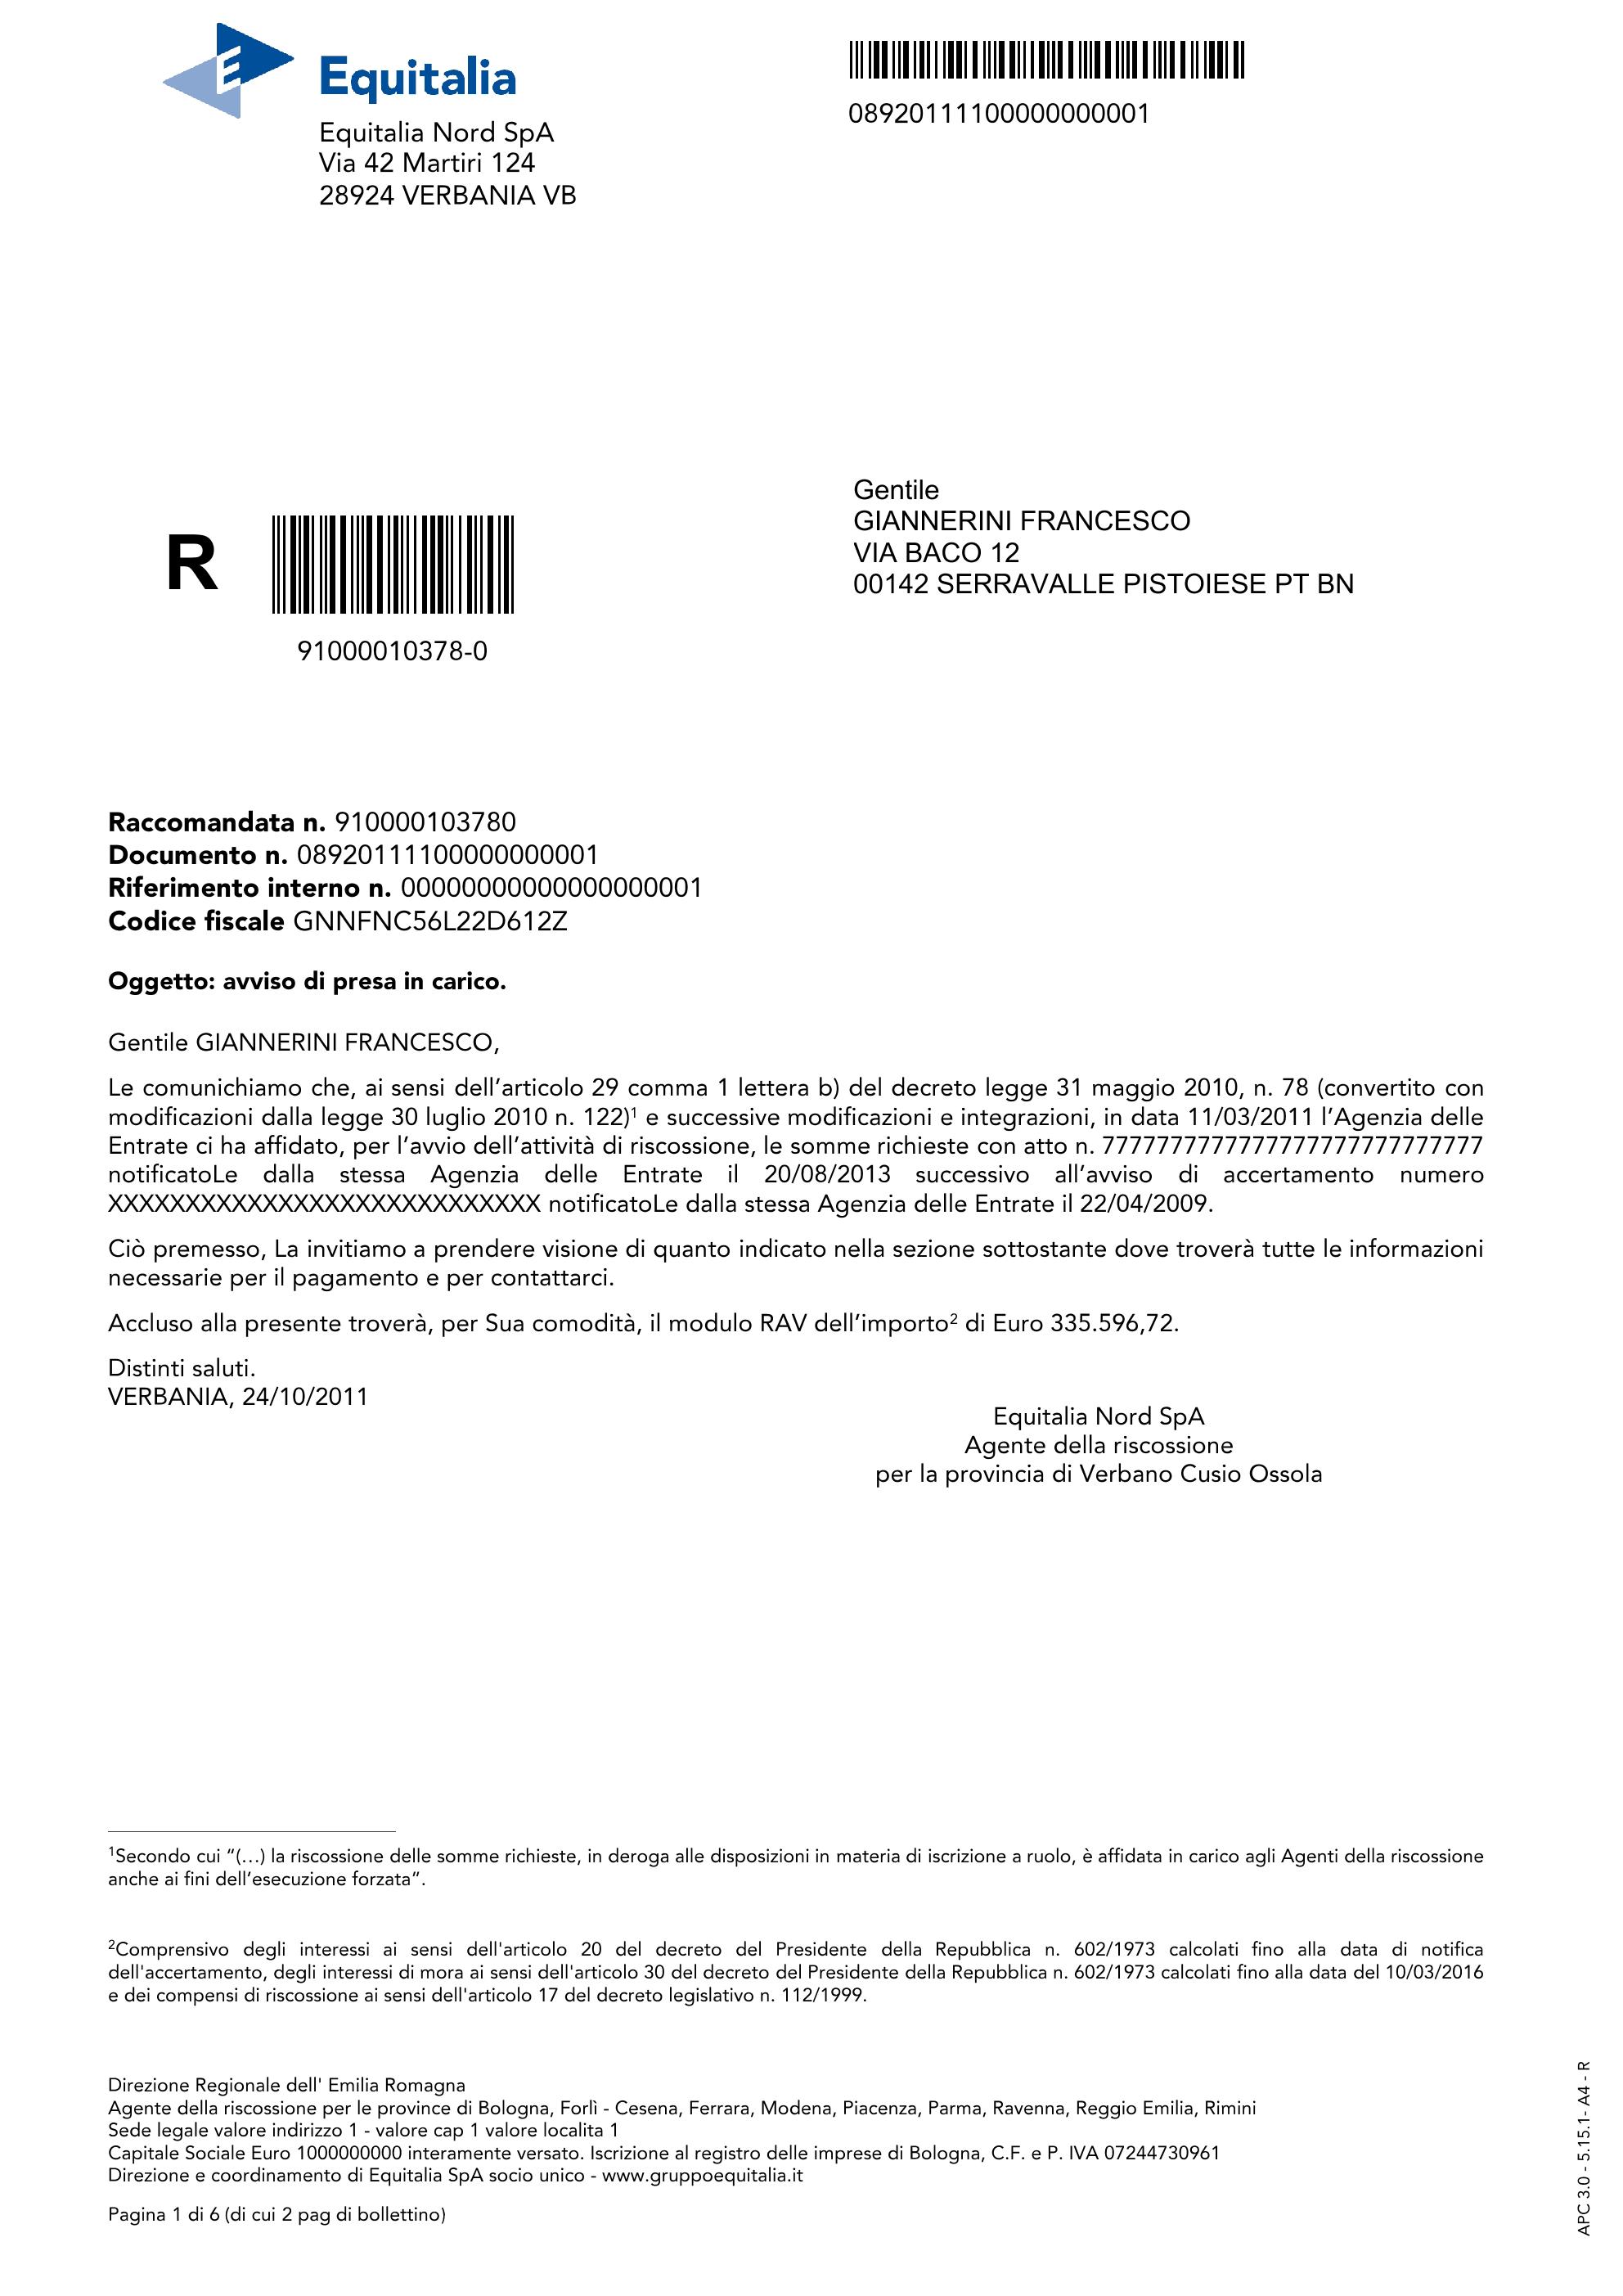 Equitalia
Equitalia Nord SpA
Via 42 Martiri 124
28924 VERBANIA VB
08920111100000000001
Gentile
GIANNERINI FRANCESCO
VIA BACO 12
00142 SERRAVALLE PISTOIESE PT BN
R
91000010378-0
Raccomandata n. 910000103780
Documento n. 08920111100000000001
Riferimento interno n. 00000000000000000001
Codice fiscale GNNFNC56L22D612Z
Oggetto: avviso di presa in carico.
Gentile GIANNERINI FRANCESCO,
Le comunichiamo che, ai sensi dell’articolo 29 comma 1 lettera b) del decreto legge 31 maggio 2010, n. 78 (convertito con
modificazioni dalla legge 30 luglio 2010 n. 122)¹ e successive modificazioni e integrazioni, in data 11/03/2011 l’Agenzia delle
Entrate ci ha affidato, per l’avvio dell’attività di riscossione, le somme richieste con atto n. 7777777777777777777777777777
notificatoLe dalla stessa Agenzia delle Entrate il 20/08/2013 successivo all’avviso di accertamento numero
XXXXXXXXXXXXXXXXXXXXXXXXXXXX notificatoLe dalla stessa Agenzia delle Entrate il 22/04/2009.
Ciò premesso, La invitiamo a prendere visione di quanto indicato nella sezione sottostante dove troverà tutte le informazioni
necessarie per il pagamento e per contattarci.
Accluso alla presente troverà, per Sua comodità, il modulo RAV dell’importo² di Euro 335.596,72.
Distinti saluti.
VERBANIA, 24/10/2011
Equitalia Nord SpA
Agente della riscossione
per la provincia di Verbano Cusio Ossola
¹Secondo cui “(…) la riscossione delle somme richieste, in deroga alle disposizioni in materia di iscrizione a ruolo, è affidata in carico agli Agenti della riscossione
anche ai fini dell’esecuzione forzata”.
²Comprensivo degli interessi ai sensi dell'articolo 20 del decreto del Presidente della Repubblica n. 602/1973 calcolati fino alla data di notifica
dell'accertamento, degli interessi di mora ai sensi dell'articolo 30 del decreto del Presidente della Repubblica n. 602/1973 calcolati fino alla data del 10/03/2016
e dei compensi di riscossione ai sensi dell'articolo 17 del decreto legislativo n. 112/1999.
Direzione Regionale dell' Emilia Romagna
Agente della riscossione per le province di Bologna, Forlì - Cesena, Ferrara, Modena, Piacenza, Parma, Ravenna, Reggio Emilia, Rimini
Sede legale valore indirizzo 1 - valore cap 1 valore localita 1
Capitale Sociale Euro 1000000000 interamente versato. Iscrizione al registro delle imprese di Bologna, C.F. e P. IVA 07244730961
Direzione e coordinamento di Equitalia SpA socio unico - www.gruppoequitalia.it
Pagina 1 di 6 (di cui 2 pag di bollettino)
APC 3.0 - 5.15.1- A4 - R